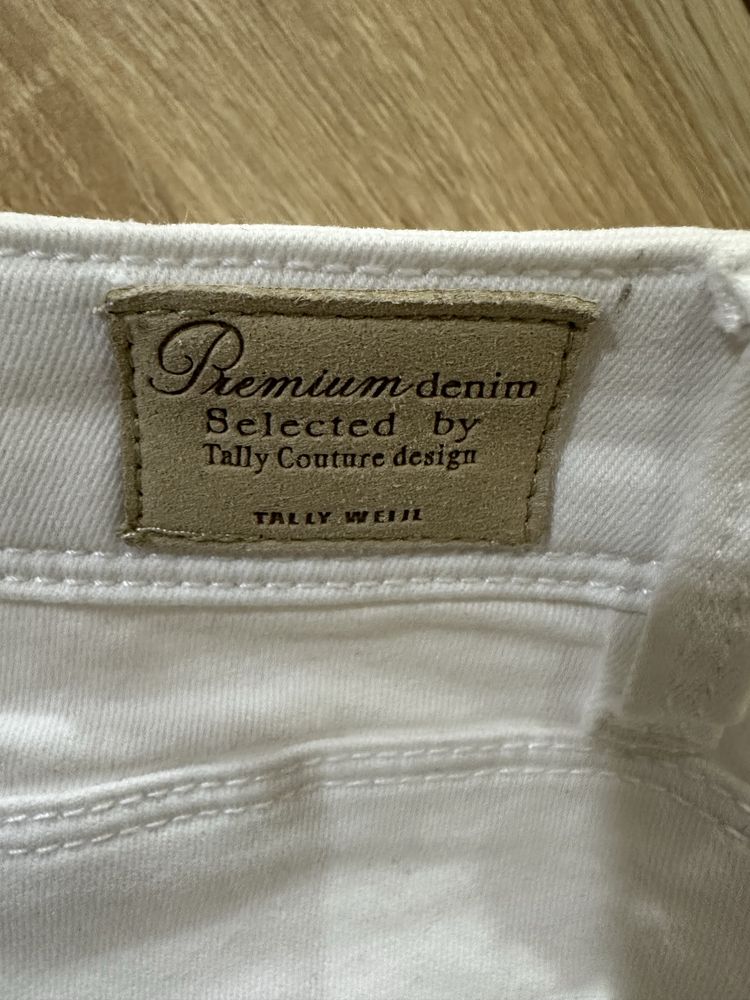 Premium denim
Selected by
Tally Couture design
TALLY WEIJL